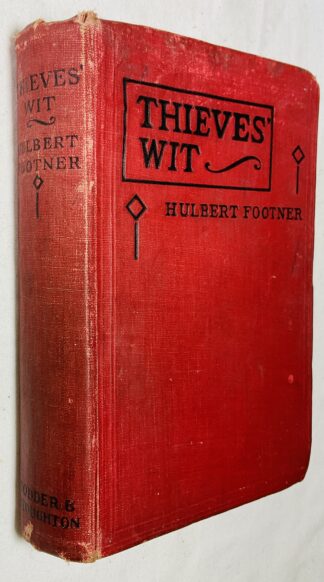 THIEVES'
WIT
HULBERT FOOTNER
THIEVES'
WIT
HULBERT
FOOTNER
HODDER &
STOUGHTON